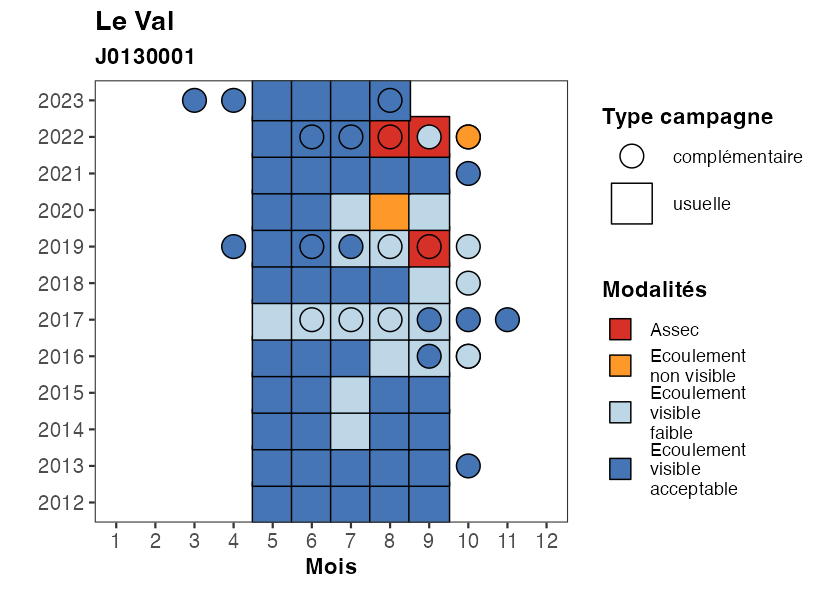 Le Val
J0130001
2023
2022
2021
2020
2019
2018
2017
2016
2015
2014
2013
2012
1 2 3 4 5 6 7 8 9 10 11 12
Mois
Type campagne
complémentaire
usuelle
Modalités
Assec
Ecoulement
non visible
Ecoulement
visible
faible
Ecoulement
visible
acceptable